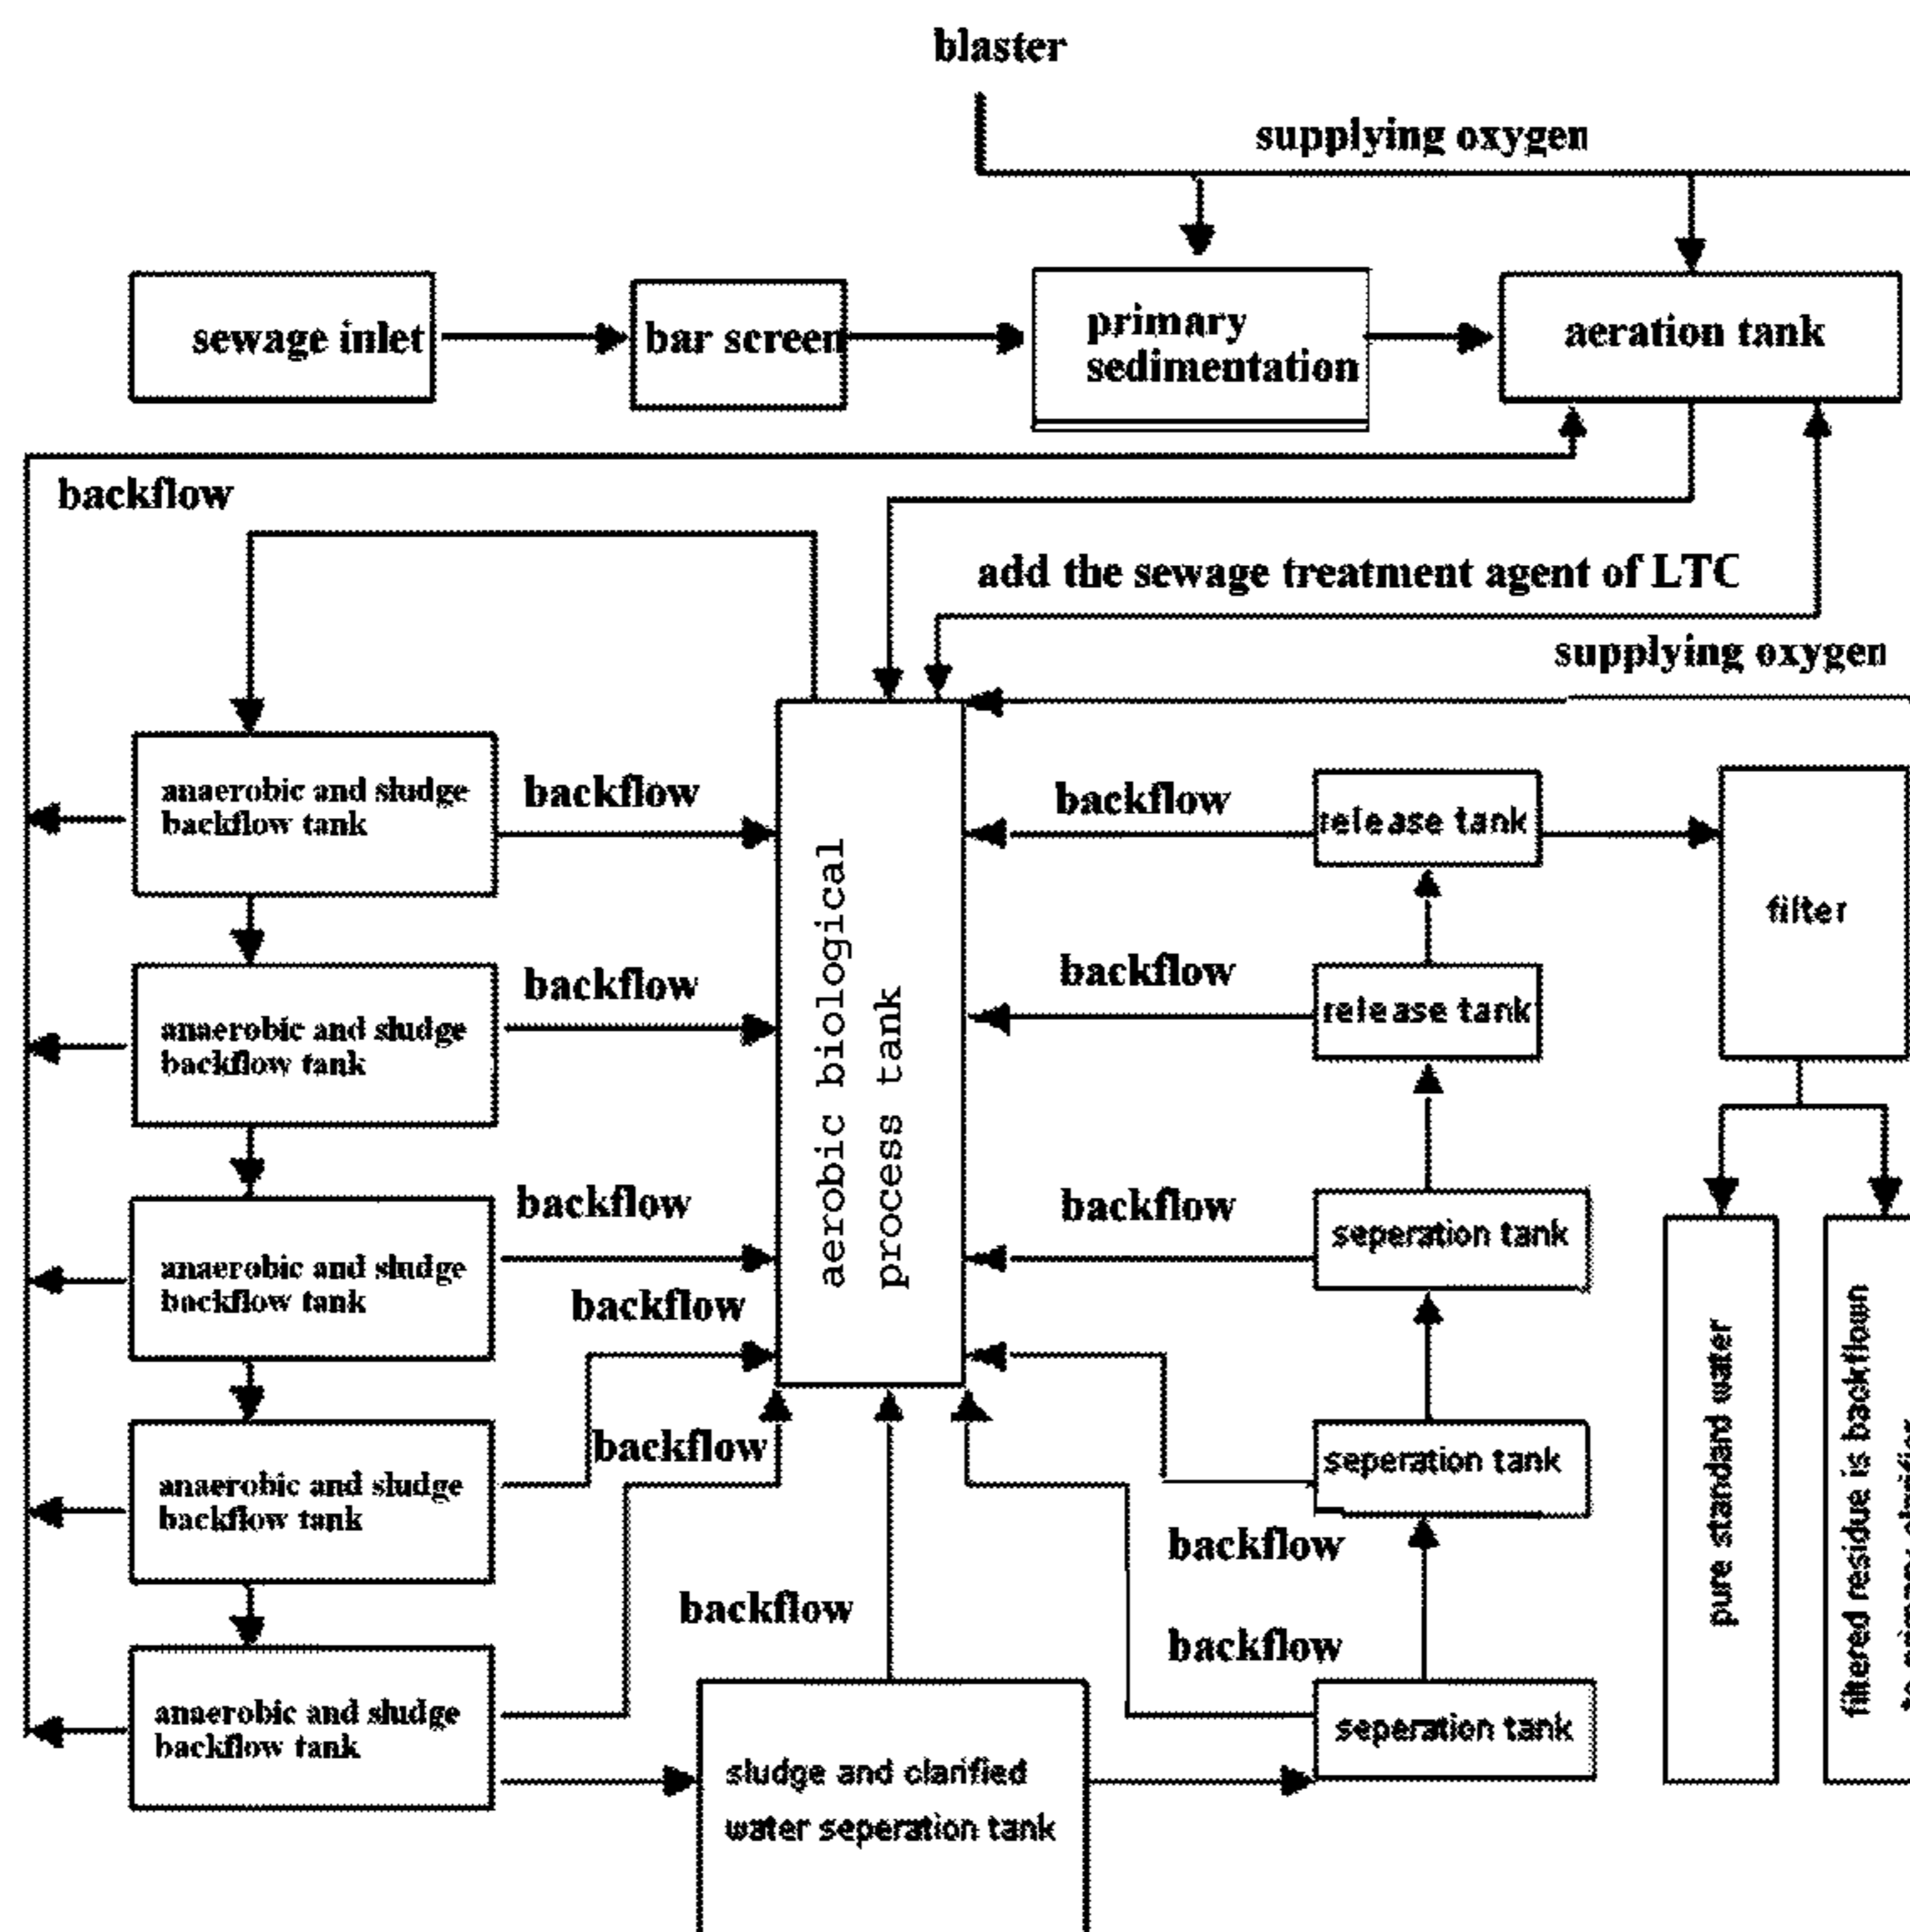 blaster
supplying oxygen
sewage inlet
bar screen
primary
sedimentation
aeration tank
backflow
add the sewage treatment agent of LTC
supplying oxygen
anaerobic and sludge
backflow tank
backflow
aerobic biological
process tank
backflow
release tank
filter
anaerobic and sludge
backflow tank
backflow
backflow
release tank
anaerobic and sludge
backflow tank
backflow
backflow
seperation tank
backflow
anaerobic and sludge
backflow tank
backflow
seperation tank
backflow
pure standard water
filtered residue is backflown
anaerobic and sludge
backflow tank
backflow
backflow
seperation tank
sludge and clarified
water seperation tank